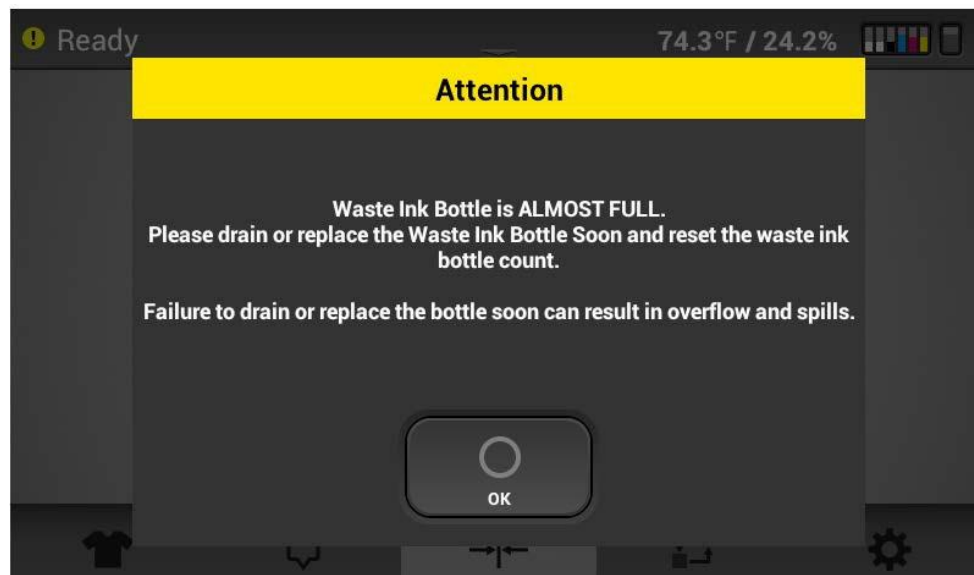 Ready
74.3°F / 24.2%
Attention
Waste Ink Bottle is ALMOST FULL.
Please drain or replace the Waste Ink Bottle Soon and reset the waste ink
bottle count.
Failure to drain or replace the bottle soon can result in overflow and spills.
OK